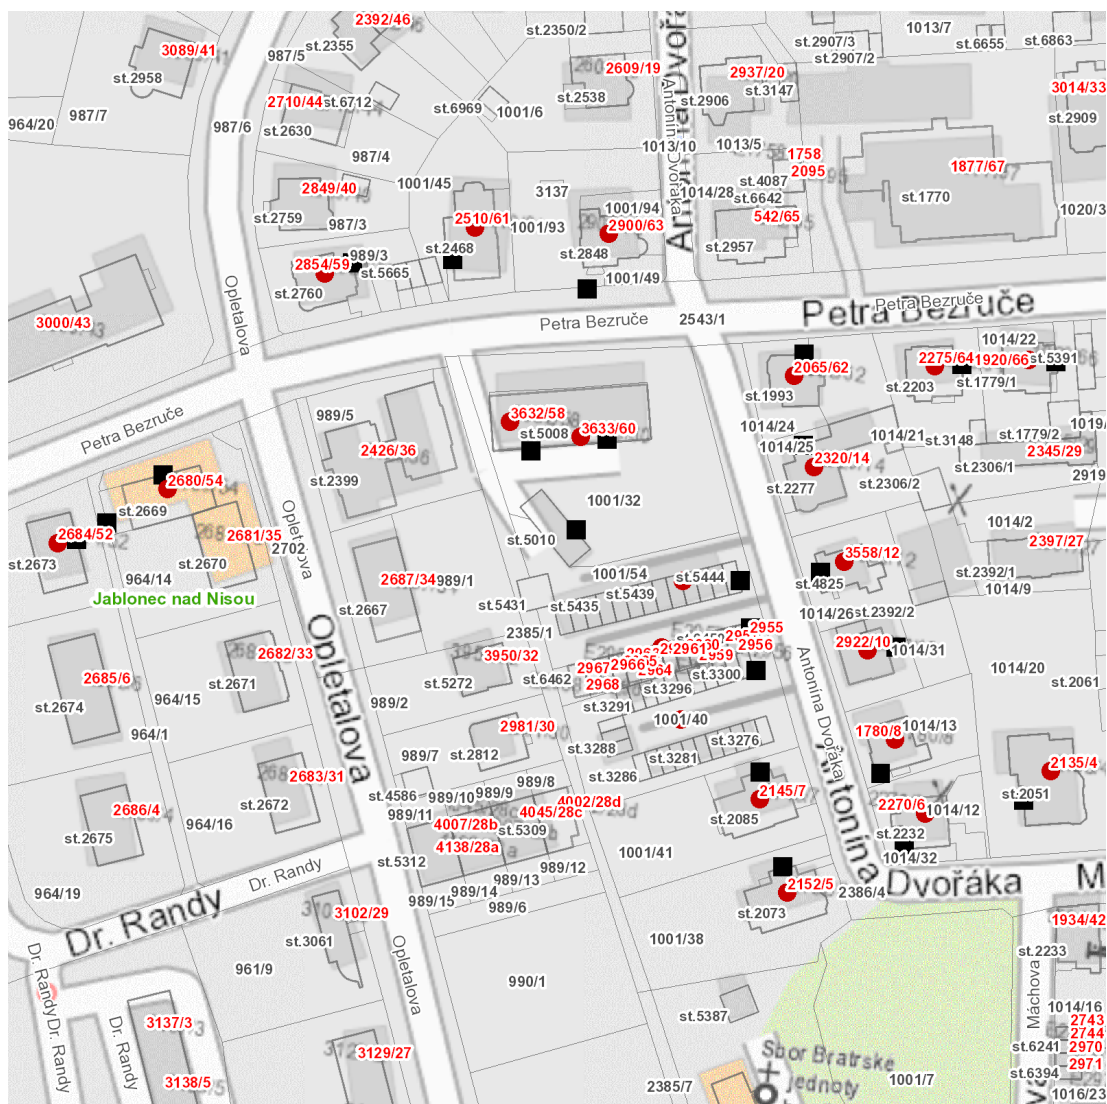 2392/46
st.2355
987/5
st.2350/2
1013/7
st.2907/3
st.2907/2
st.6655
st.6863
3089/41
st.2958
2609/19
st.2538
2937/20
st.3147
st.2906
3014/33
st.2909
987/7
964/20
987/6
2710/44
st.6712
st.2630
st.6969
1001/6
987/4
1013/10
1013/5
1758
2095
st.4087
st.6642
1877/67
st.1770
2849/40
1001/45
3137
1014/28
1020/3
st.2759
987/3
2510/61
1001/93
1001/94
2900/63
542/65
st.2957
Antonína Dvořáka
st.2468
st.2848
989/3
2854/59
st.5665
st.2760
1001/49
Opletalova
3000/43
Petra Bezruče
2543/1
Petra Bezruče
Petra Bezruče
1014/22
2275/64
1920/66
st.5391
2065/62
st.1993
st.2203
st.1779/1
Petra Bezruče
989/5
3632/58
st.5008
3633/60
1014/24
1014/25
1014/21
st.3148
st.1779/2
2345/29
2426/36
2320/14
st.2306/1
2919
st.2399
st.2277
st.2306/2
2680/54
st.2669
1001/32
Opletalova
2684/52
2681/35
2702
st.5010
1014/2
2397/27
st.2673
st.2670
964/14
3558/12
st.4825
st.2392/1
1014/9
Jablonec nad Nisou
2687/34
989/1
1001/54
st.5444
st.5439
st.5435
st.5431
st.2667
1014/26
st.2392/2
2385/1
2955
2956
2959
2961
2964
2967
2968
2922/10
1014/31
Opletalova
2682/33
3950/32
st.5272
st.6462
st.3300
st.3296
st.3291
Antonína Dvořáka
1014/20
st.2061
2685/6
st.2671
964/15
st.2674
989/2
964/1
2981/30
st.2812
1001/40
st.3288
st.3276
st.3281
st.3286
1780/8
1014/13
989/7
2135/4
st.2051
2683/31
989/8
st.4586
989/10
989/9
989/11
2145/7
st.2085
4002/28d
4045/28c
4007/28b
st.5309
4138/28a
2270/6
1014/12
st.2232
1014/32
2686/4
st.2672
964/16
st.2675
1001/41
st.5312
989/12
989/13
989/14
989/15
989/6
Dr. Randy
Dr. Randy
964/19
2152/5
st.2073
2386/4
Antonína
Dvořáka
3102/29
st.3061
1934/42
st.2233
961/9
1001/38
Opletalova
990/1
Máchova
Dr. Randy
Dr. Randy
Dr. Randy
3137/3
st.5387
1014/16
2743
2744
2970
2971
st.6241
st.6394
3129/27
3138/5
2385/7
Sbor Bratrské
jednoty
1001/7
1016/23